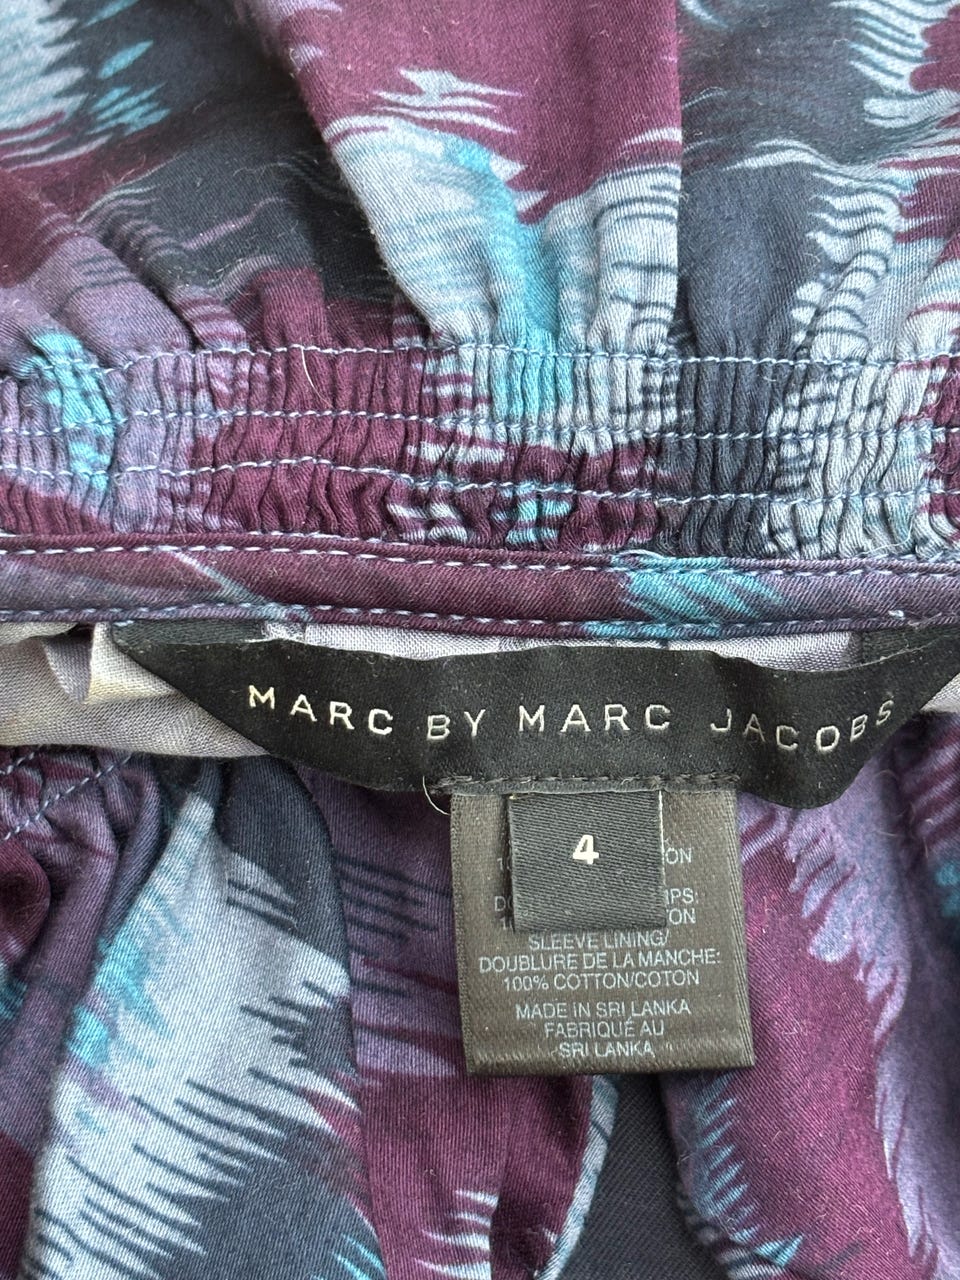 MARC BY MARC JACOBS
4
SLEEVE LINING/
DOUBLURE DE LA MANCHE:
100% COTTON/COTON
MADE IN SRI LANKA
FABRIQUÉ AU
SRI LANKA